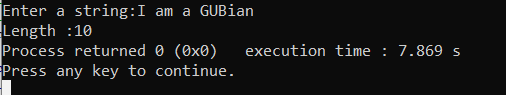 Enter a string:I am a GUBian
Length :10
Process returned 0 (0x0)   execution time : 7.869 s
Press any key to continue.